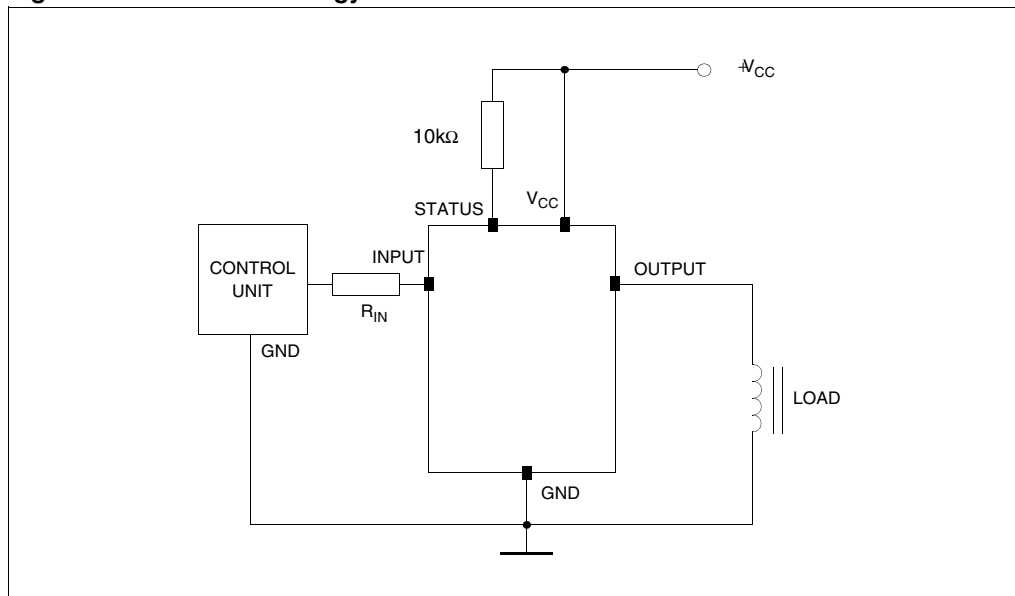 +VCC
10kΩ
VCC
STATUS
INPUT
CONTROL
UNIT
OUTPUT
RIN
GND
LOAD
GND